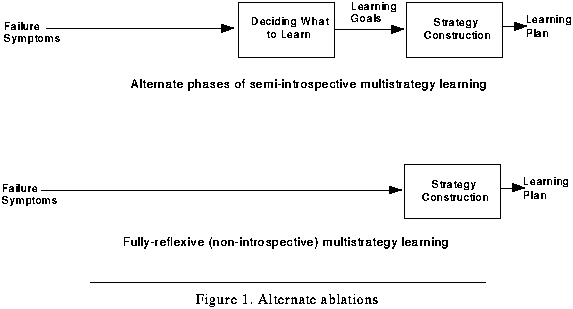 Failure
Symptoms
Deciding What
to Learn
Learning
Goals
Strategy
Construction
Learning
Plan
Alternate phases of semi-introspective multistrategy learning
Failure
Symptoms
Strategy
Construction
Learning
Plan
Fully-reflexive (non-introspective) multistrategy learning
Figure 1. Alternate ablations